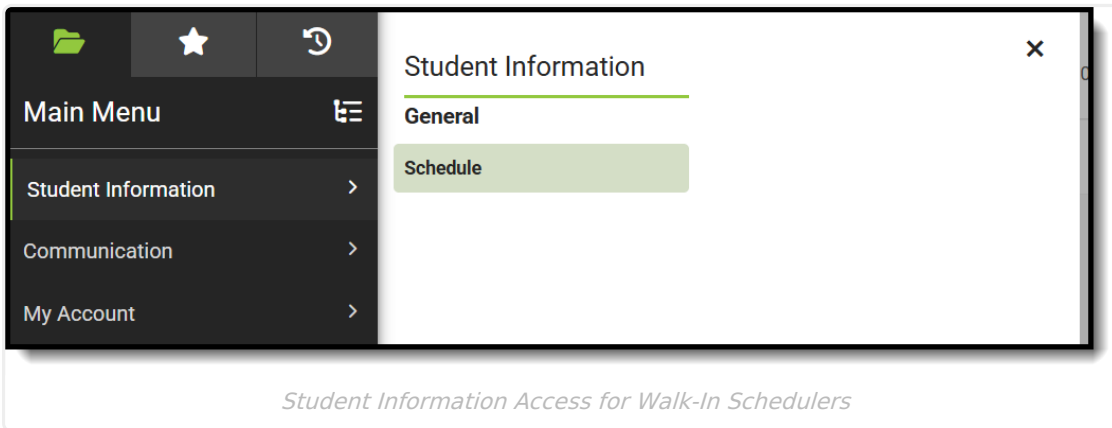 Main Menu
Student Information
Communication
My Account
Student Information
General
Schedule
Student Information Access for Walk-In Schedulers